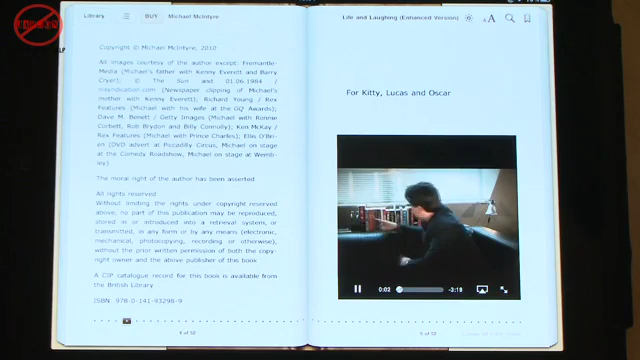 Library
BUY
Michael McIntyre
Life and Laughing (Enhanced Version)
AA
Copyright © Michael McIntyre, 2010
All images courtesy of the author except: Fremantle-
Media (Michael's father with Kenny Everett and Barry
Cryer); © The Sun and 01.06.1984 /
nisyndication.com (Newspaper clipping of Michael's
mother with Kenny Everett); Richard Young / Rex
Features (Michael with his wife at the GQ Awards);
Dave M. Benett / Getty Images (Michael with Ronnie
Corbett, Rob Brydon and Billy Connolly); Ken McKay /
Rex Features (Michael with Prince Charles); Ellis O'Bri-
en (DVD advert at Piccadilly Circus, Michael on stage
at the Comedy Roadshow, Michael on stage at Wemb-
ley)
The moral right of the author has been asserted
All rights reserved
Without limiting the rights under copyright reserved
above, no part of this publication may be reproduced,
stored in or introduced into a retrieval system, or
transmitted, in any form or by any means (electronic,
mechanical, photocopying, recording or otherwise),
without the prior written permission of both the copy-
right owner and the above publisher of this book
A CIP catalogue record for this book is available from
the British Library
ISBN: 978-0-141-93298-9
4 of 52
For Kitty, Lucas and Oscar
0:02
-3:18
5 of 52